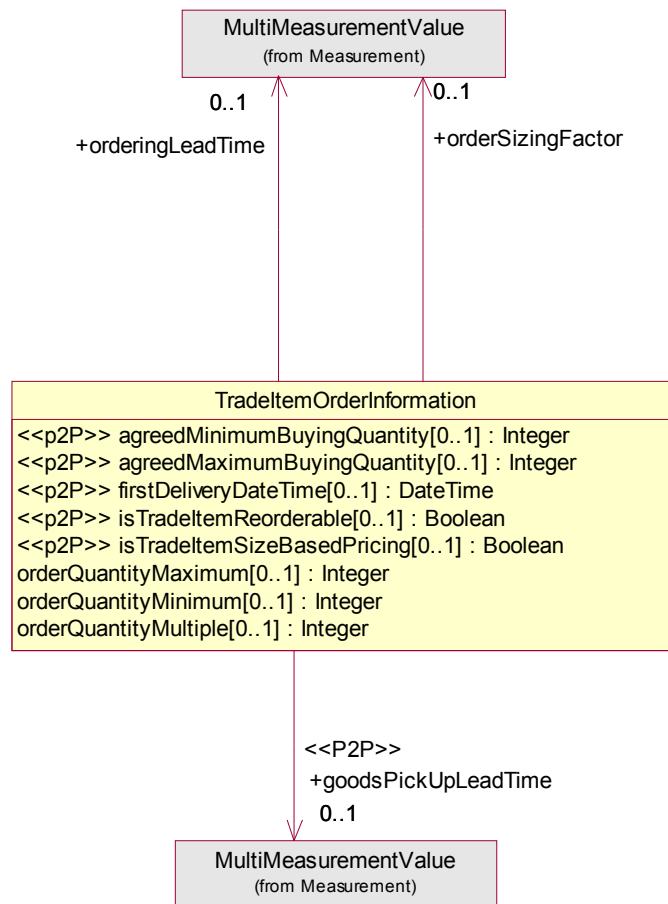 MultiMeasurementValue
(from Measurement)
0..1
0..1
+orderingLeadTime
+orderSizingFactor
TradeItemOrderInformation
<<p2P>> agreedMinimumBuyingQuantity[0..1] : Integer
<<p2P>> agreedMaximumBuyingQuantity[0..1] : Integer
<<p2P>> firstDeliveryDateTime[0..1] : DateTime
<<p2P>> isTradeItemReorderable[0..1] : Boolean
<<p2P>> isTradeItemSizeBasedPricing[0..1] : Boolean
orderQuantityMaximum[0..1] : Integer
orderQuantityMinimum[0..1] : Integer
orderQuantityMultiple[0..1] : Integer
<<P2P>>
+goodsPickUpLeadTime
0..1
MultiMeasurementValue
(from Measurement)